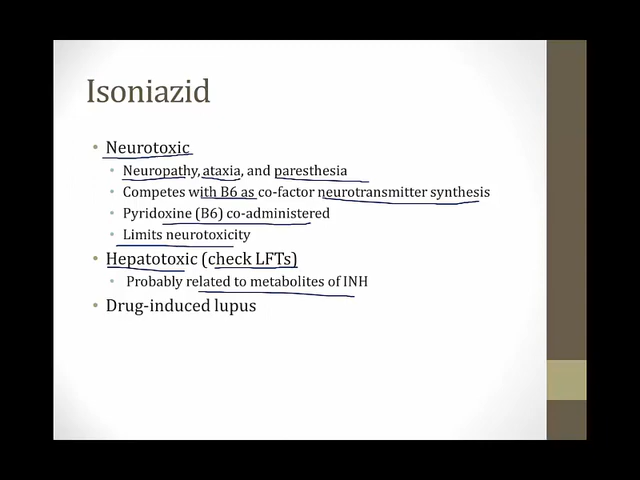 Isoniazid
• Neurotoxic
• Neuropathy, ataxia, and paresthesia
• Competes with B6 as co-factor neurotransmitter synthesis
• Pyridoxine (B6) co-administered
• Limits neurotoxicity
• Hepatotoxic (check LFTs)
• Probably related to metabolites of INH
• Drug-induced lupus